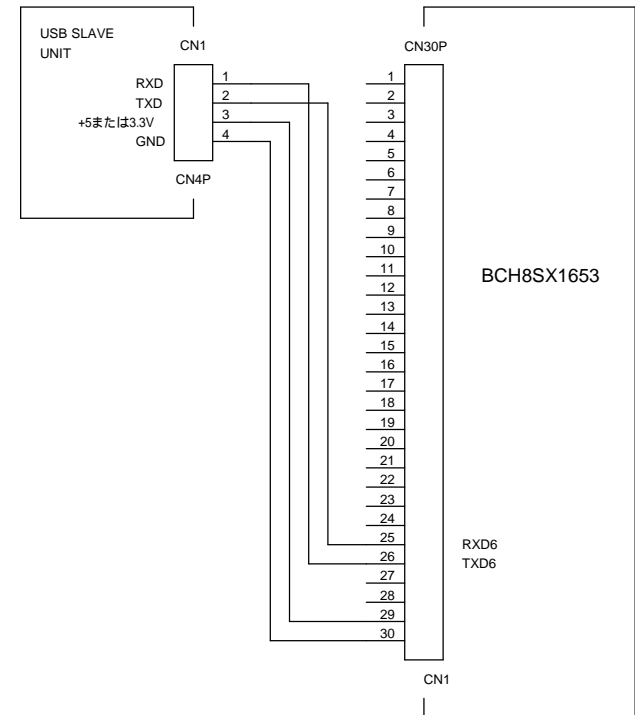 USB SLAVE
UNIT
CN1
RXD
TXD
+5または3.3V
GND
1
2
3
4
CN4P
CN30P
1
2
3
4
5
6
7
8
9
10
11
12
13
14
15
16
17
18
19
20
21
22
23
24
25
26
27
28
29
30
BCH8SX1653
RXD6
TXD6
CN1